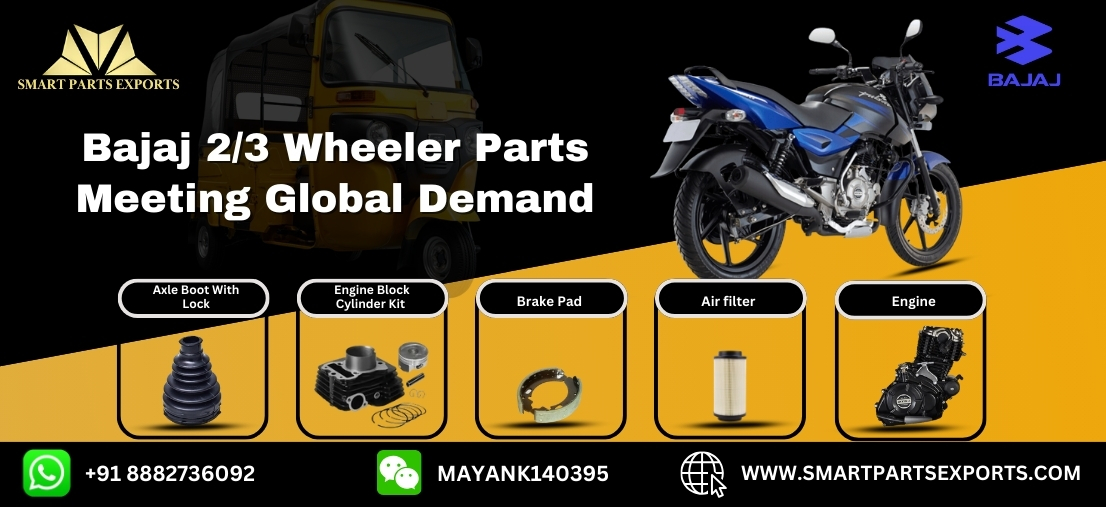 SMART PARTS EXPORTS
BAJAJ
Bajaj 2/3 Wheeler Parts
Meeting Global Demand
Pulsar
Axle Boot With
Lock
Engine Block
Cylinder Kit
Brake Pad
Air filter
Engine
+91 8882736092
MAYANK140395
WWW.SMARTPARTSEXPORTS.COM